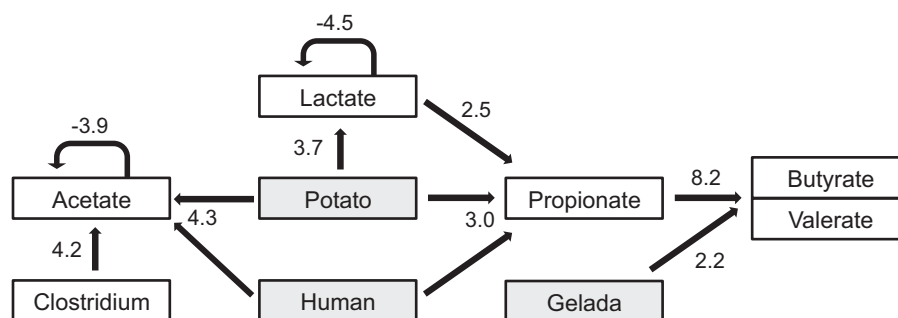 -4.5
Lactate
2.5
-3.9
3.7
8.2
Acetate
Potato
Propionate
Butyrate
Valerate
4.3
3.0
4.2
2.2
Clostridium
Human
Gelada